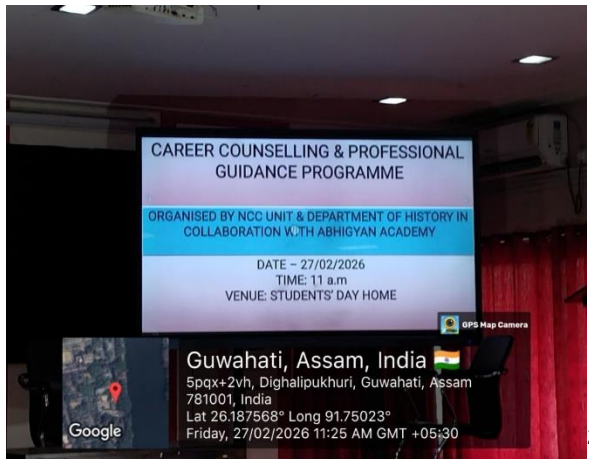 CAREER COUNSELLING & PROFESSIONAL
GUIDANCE PROGRAMME
ORGANISED BY NCC UNIT & DEPARTMENT OF HISTORY IN
COLLABORATION WITH ABHIGYAN ACADEMY
DATE – 27/02/2026
TIME: 11 a.m
VENUE: STUDENTS' DAY HOME
GPS Map Camera
Guwahati, Assam, India
5pqx+2vh, Dighalipukhuri, Guwahati, Assam
781001, India
Lat 26.187568° Long 91.75023°
Friday, 27/02/2026 11:25 AM GMT +05:30
Google